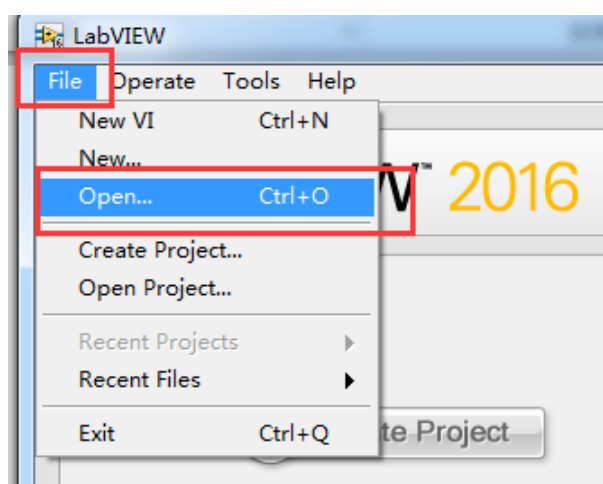 LabVIEW
File Operate Tools Help
New VI Ctrl+N
New...
Open... Ctrl+O
2016
Create Project...
Open Project...
Recent Projects
Recent Files
Exit Ctrl+Q
te Project